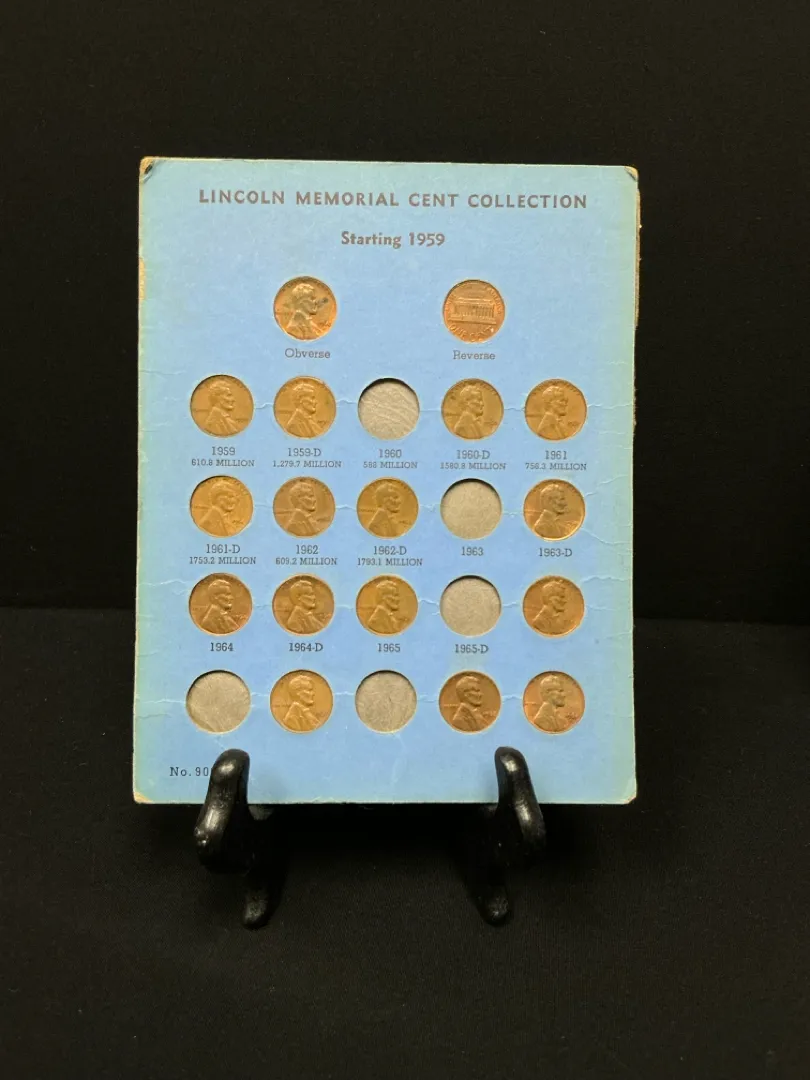 LINCOLN MEMORIAL CENT COLLECTION
Starting 1959
Obverse Reverse
1959 1959-D 1960 1960-D 1961
610.8 MILLION 1,279.7 MILLION 586 MILLION 1580.8 MILLION 756.3 MILLION
1961-D 1962 1962-D 1963 1963-D
1753.2 MILLION 609.2 MILLION 1793.1 MILLION
1964 1964-D 1965 1965-D
No. 90